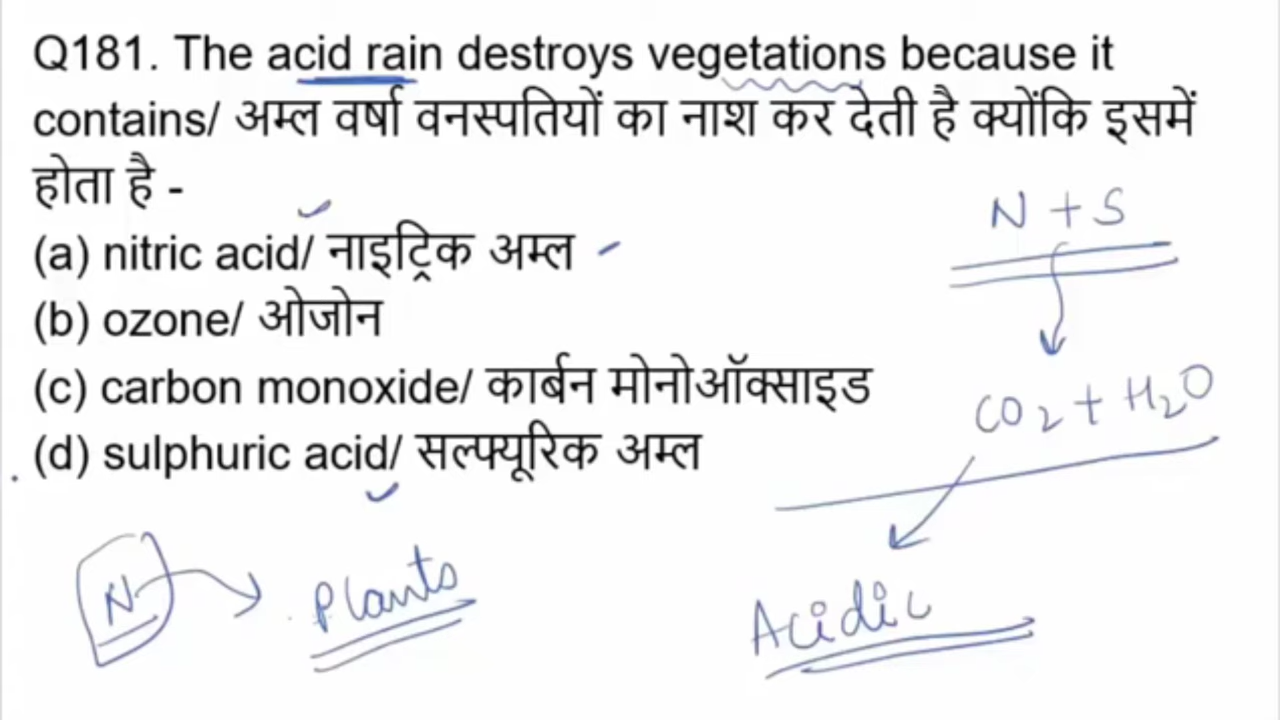 Q181. The acid rain destroys vegetations because it
contains/ अम्ल वर्षा वनस्पतियों का नाश कर देती है क्योंकि इसमें
होता है -
(a) nitric acid/ नाइट्रिक अम्ल
(b) ozone/ ओजोन
(c) carbon monoxide/ कार्बन मोनोऑक्साइड
(d) sulphuric acid/ सल्फ्यूरिक अम्ल
N + S
CO₂ + H₂O
Acidic
N
Plants